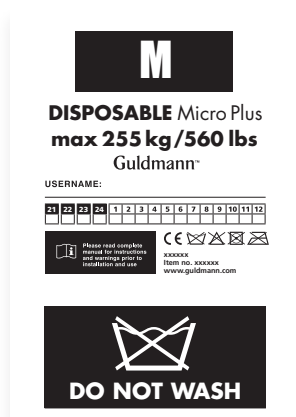 M
DISPOSABLE Micro Plus
max 255 kg/560 lbs
Guldmann™
USERNAME:
21 22 23 24 1 2 3 4 5 6 7 8 9 10 11 12
Please read complete
manual for instructions
and warnings prior to
installation and use
CE
xxxxxx
Item no. xxxxxx
www.guldmann.com
DO NOT WASH